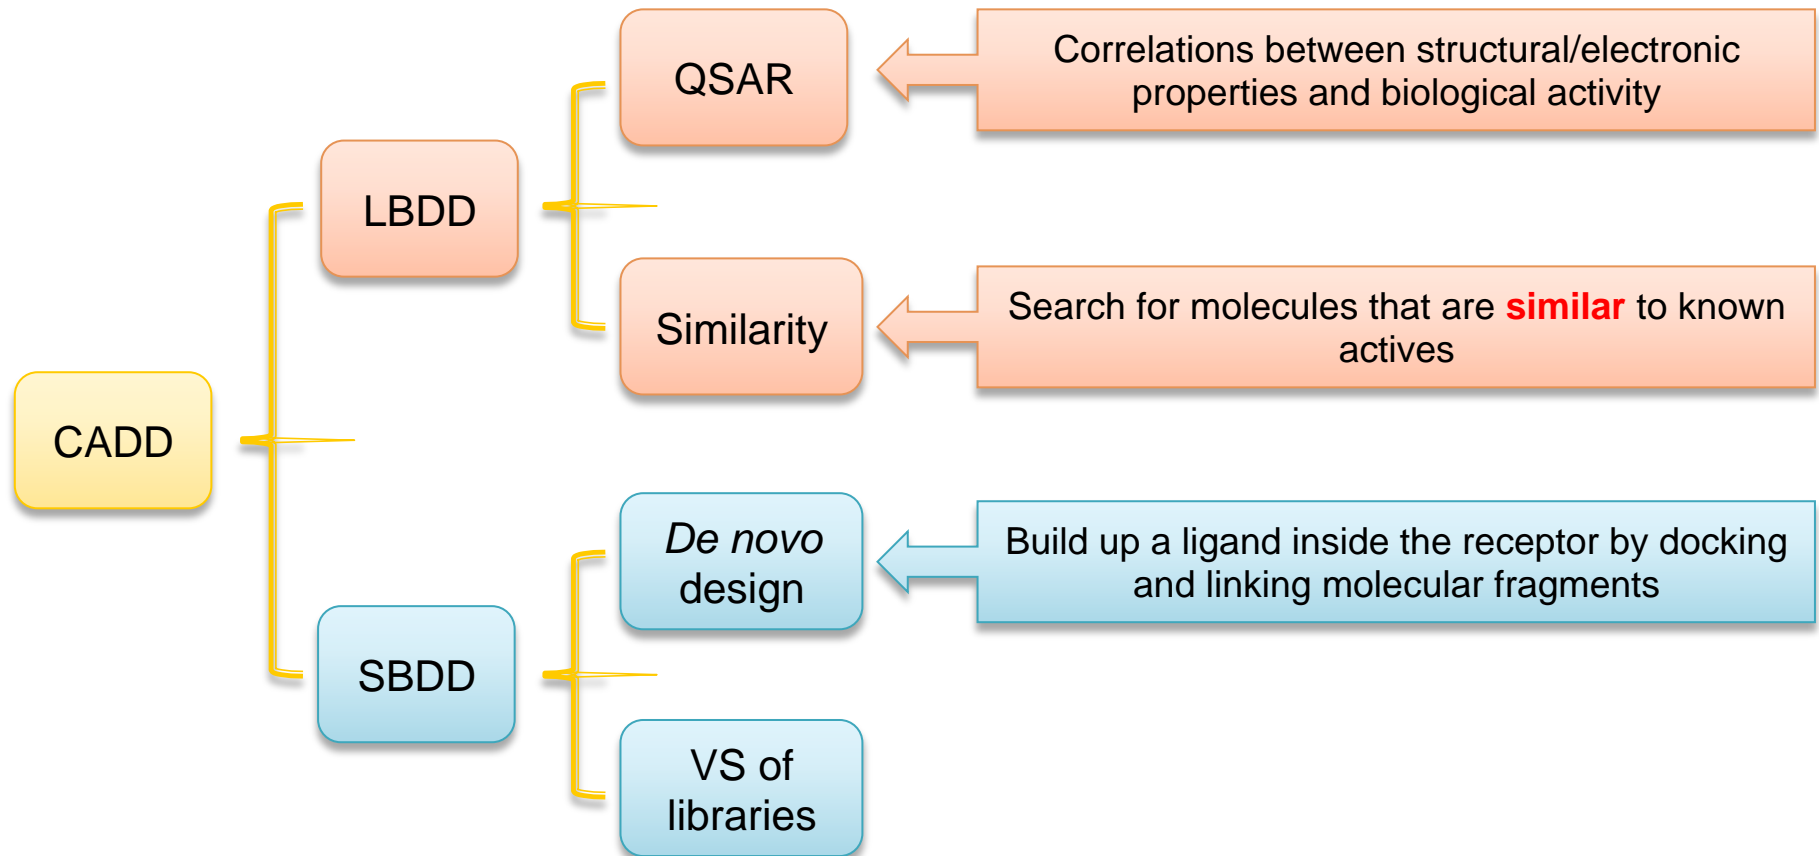 QSAR
Correlations between structural/electronic
properties and biological activity
LBDD
Similarity
Search for molecules that are similar to known
actives
CADD
De novo
design
Build up a ligand inside the receptor by docking
and linking molecular fragments
SBDD
VS of
libraries